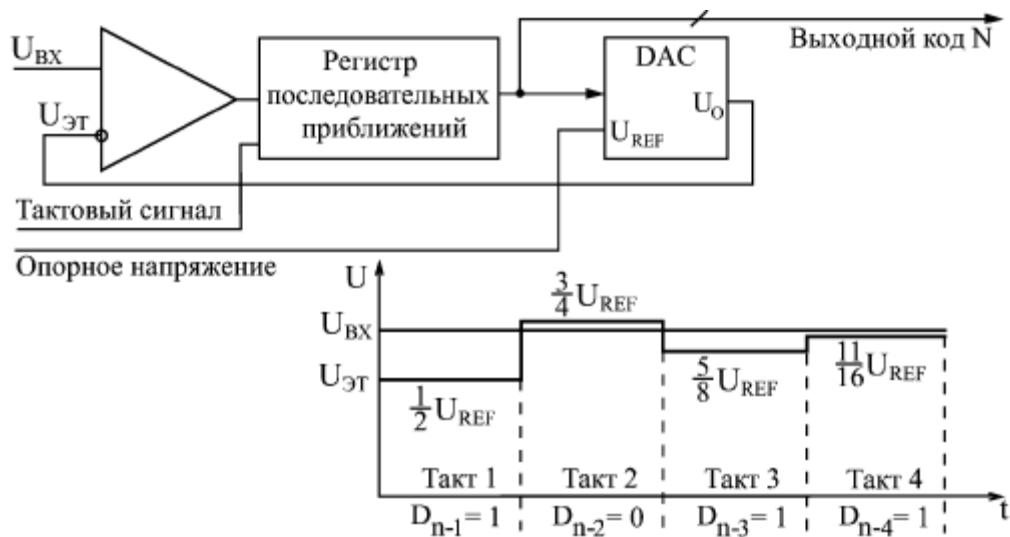 U_ВХ
U_ЭТ
Регистр
последовательных
приближений
DAC
U_O
U_REF
Выходной код N
Тактовый сигнал
Опорное напряжение
U
U_ВХ
U_ЭТ
1/2 U_REF
3/4 U_REF
5/8 U_REF
11/16 U_REF
Такт 1
Такт 2
Такт 3
Такт 4
t
D_n-1 = 1
D_n-2 = 0
D_n-3 = 1
D_n-4 = 1